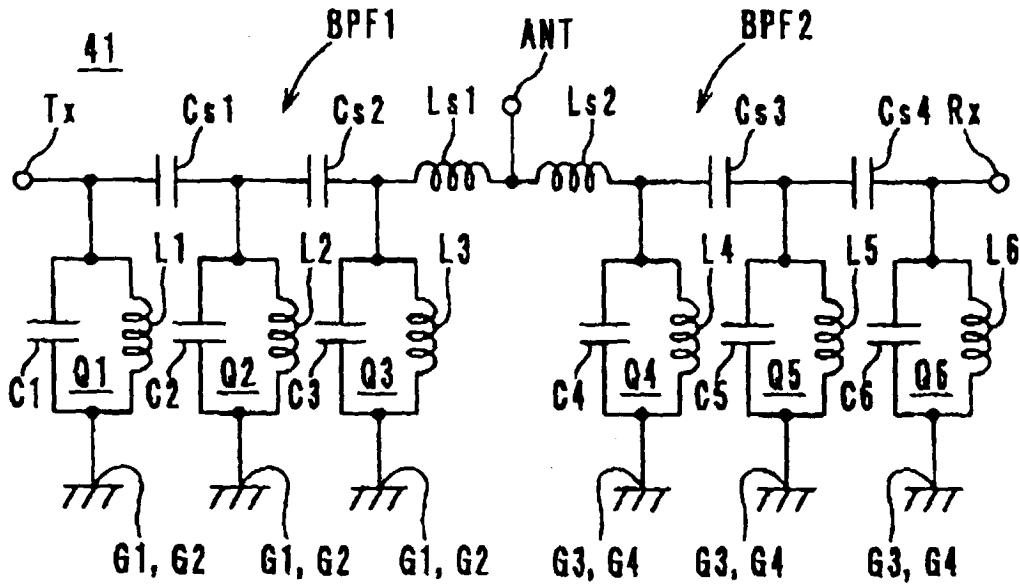 41
BPF1
ANT
BPF2
Tx
Cs1
Cs2
Ls1
Ls2
Cs3
Cs4
Rx
L1
L2
L3
L4
L5
L6
C1
Q1
C2
Q2
C3
Q3
C4
Q4
C5
Q5
C6
Q6
G1, G2
G1, G2
G1, G2
G3, G4
G3, G4
G3, G4